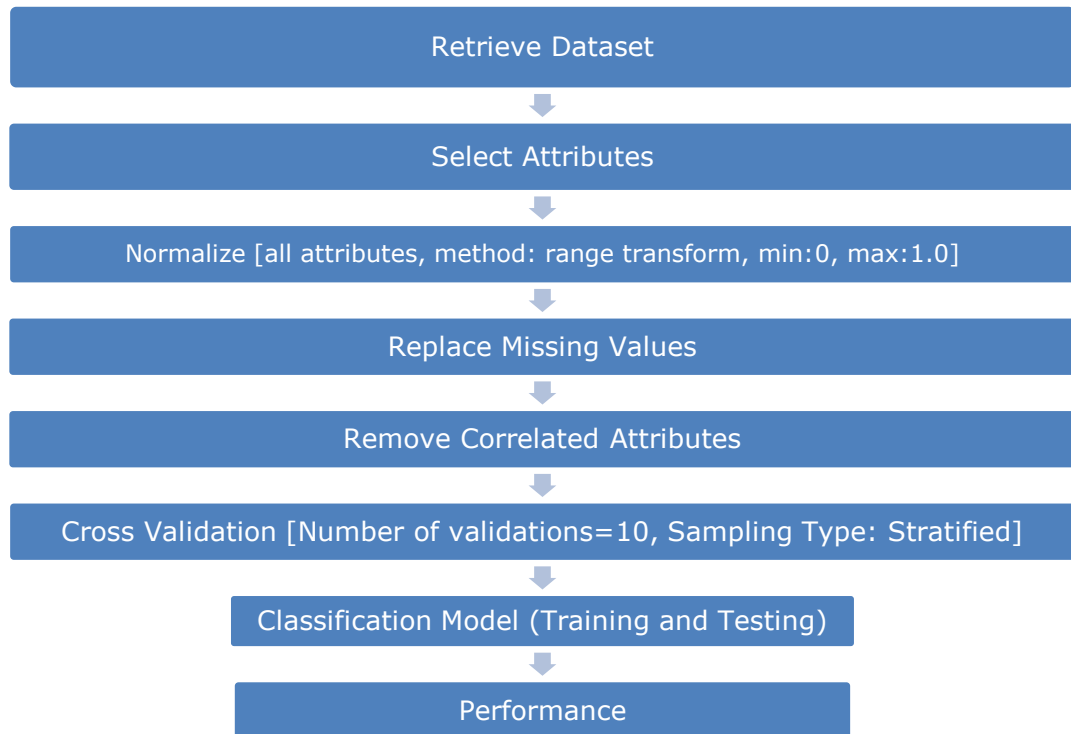 Retrieve Dataset
Select Attributes
Normalize [all attributes, method: range transform, min:0, max:1.0]
Replace Missing Values
Remove Correlated Attributes
Cross Validation [Number of validations=10, Sampling Type: Stratified]
Classification Model (Training and Testing)
Performance